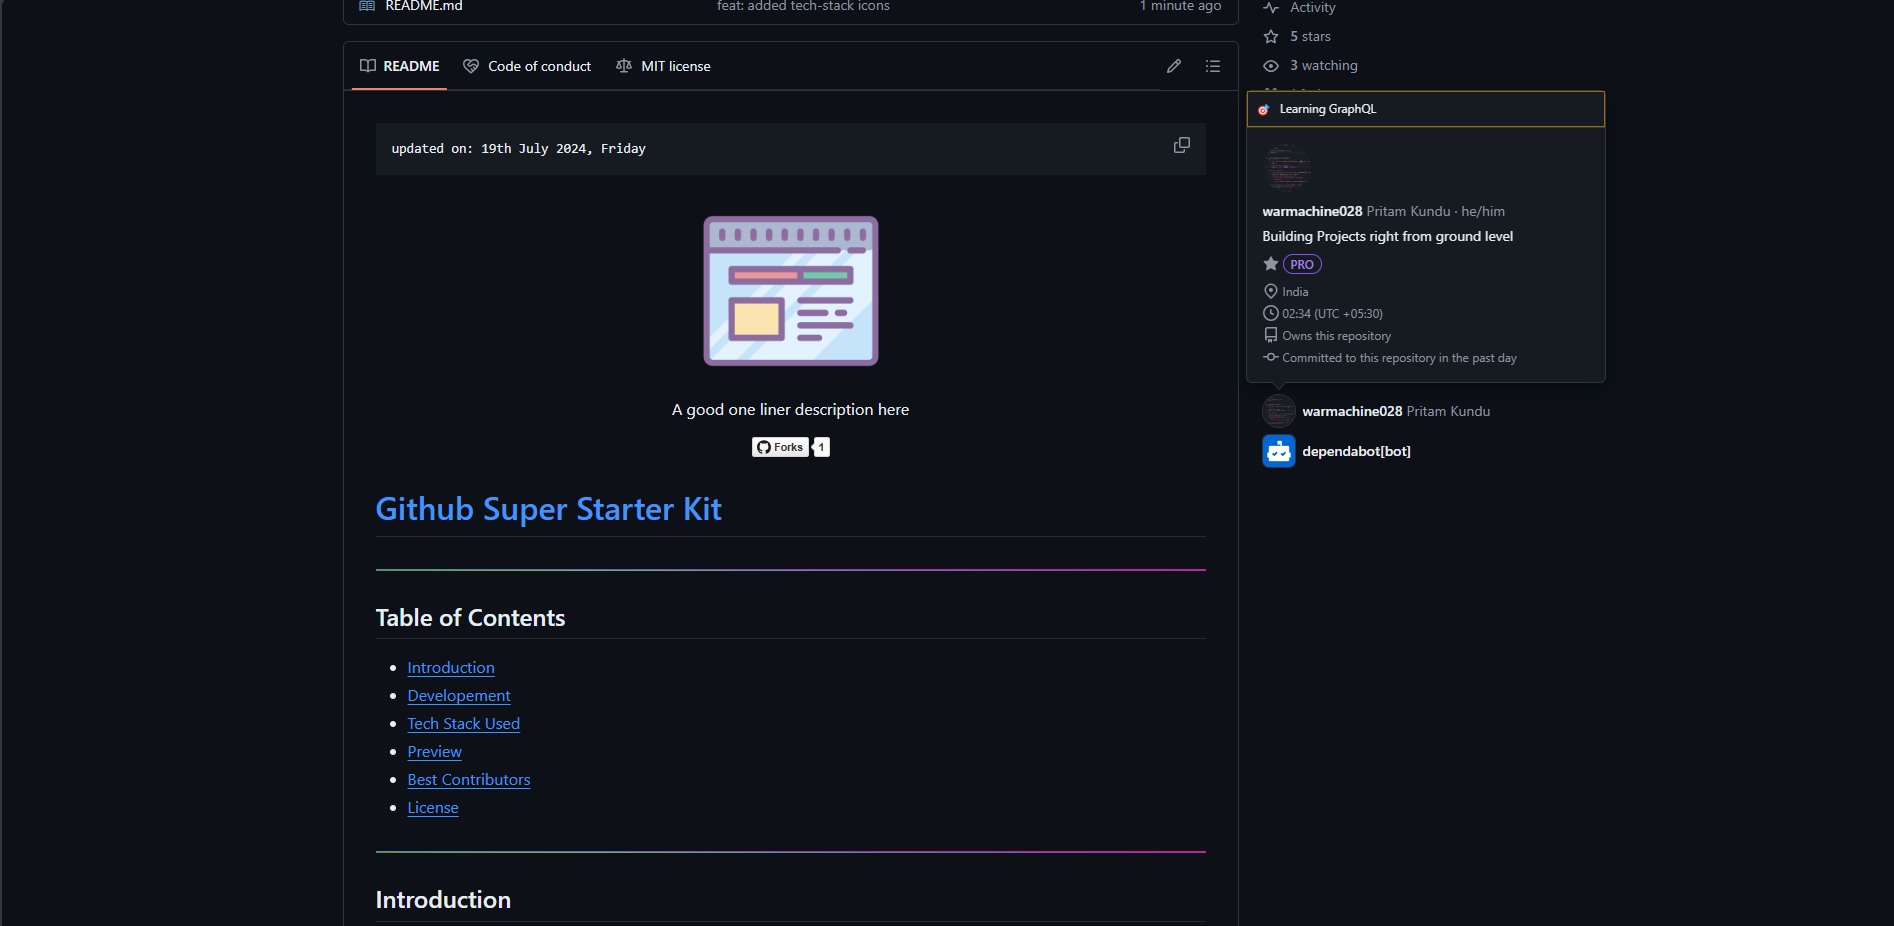 README.md feat: added tech-stack icons 1 minute ago
README Code of conduct MIT license
updated on: 19th July 2024, Friday
A good one liner description here
Forks 1
Github Super Starter Kit
Table of Contents
Introduction
Developement
Tech Stack Used
Preview
Best Contributors
License
Introduction
Activity
5 stars
3 watching
Learning GraphQL
warmachine028 Pritam Kundu · he/him
Building Projects right from ground level
PRO
India
02:34 (UTC +05:30)
Owns this repository
Committed to this repository in the past day
warmachine028 Pritam Kundu
dependabot[bot]